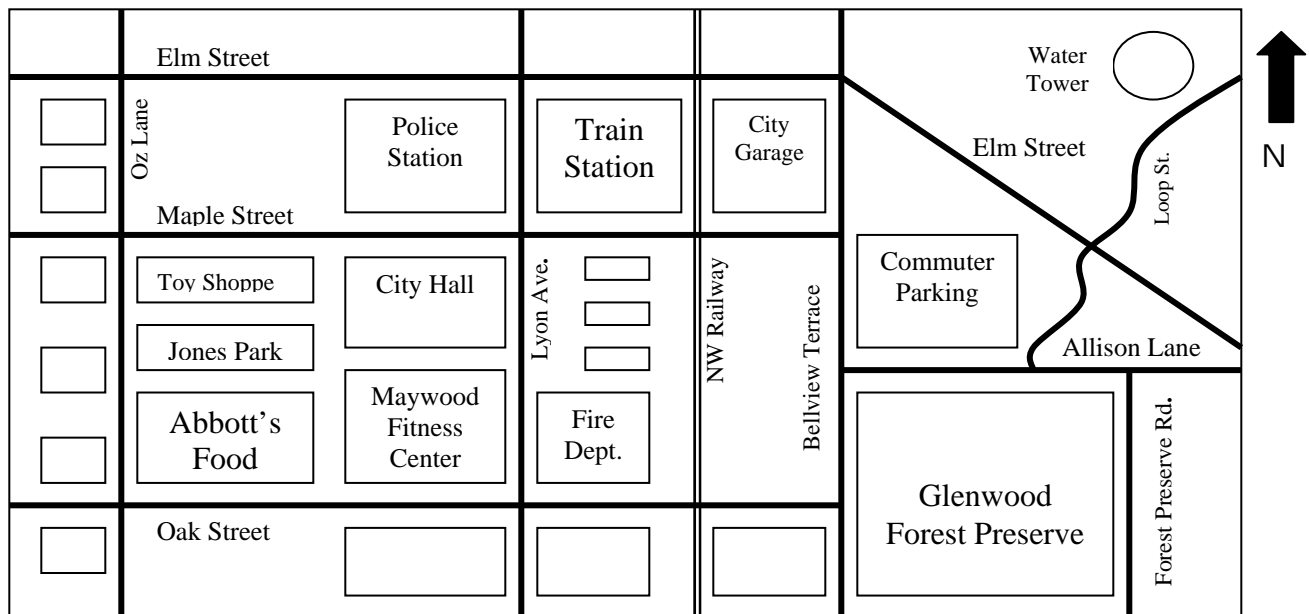 Elm Street
Water
Tower
Oz Lane
Police
Station
Train
Station
City
Garage
Elm Street
Loop St.
N
Maple Street
Toy Shoppe
City Hall
Lyon Ave.
NW Railway
Bellview Terrace
Commuter
Parking
Jones Park
Allison Lane
Abbott’s
Food
Maywood
Fitness
Center
Fire
Dept.
Glenwood
Forest Preserve
Forest Preserve Rd.
Oak Street